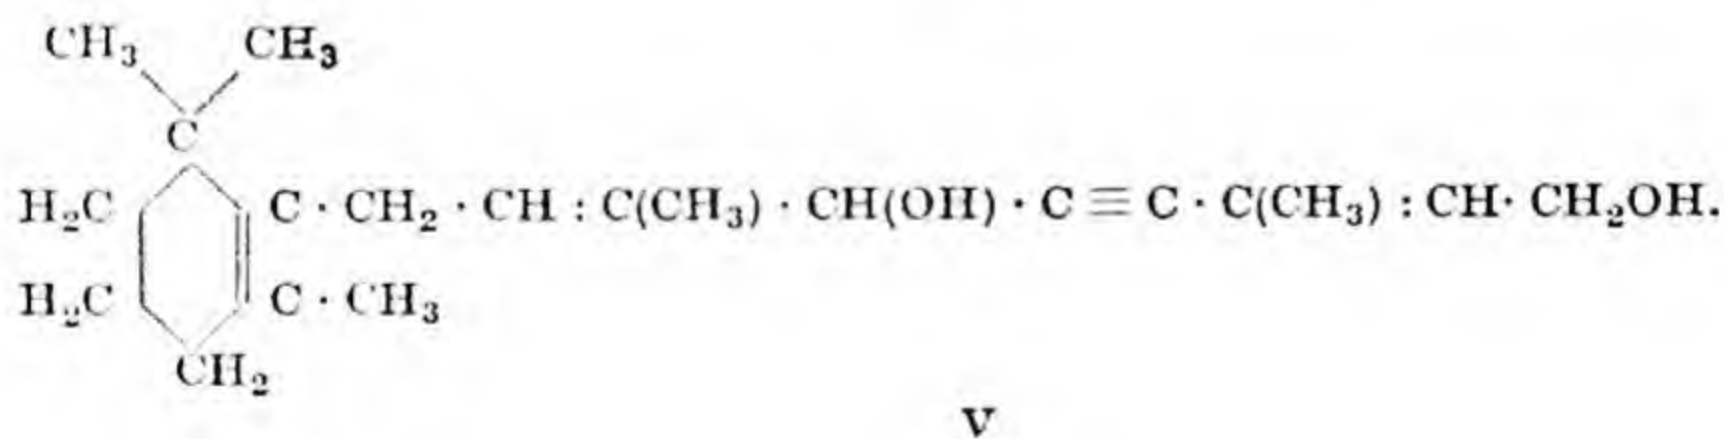 CH₃ CH₃
C
H₂C C · CH₂ · CH : C(CH₃) · CH(OH) · C ≡ C · C(CH₃) : CH · CH₂OH.
H₂C C · CH₃
CH₂
V